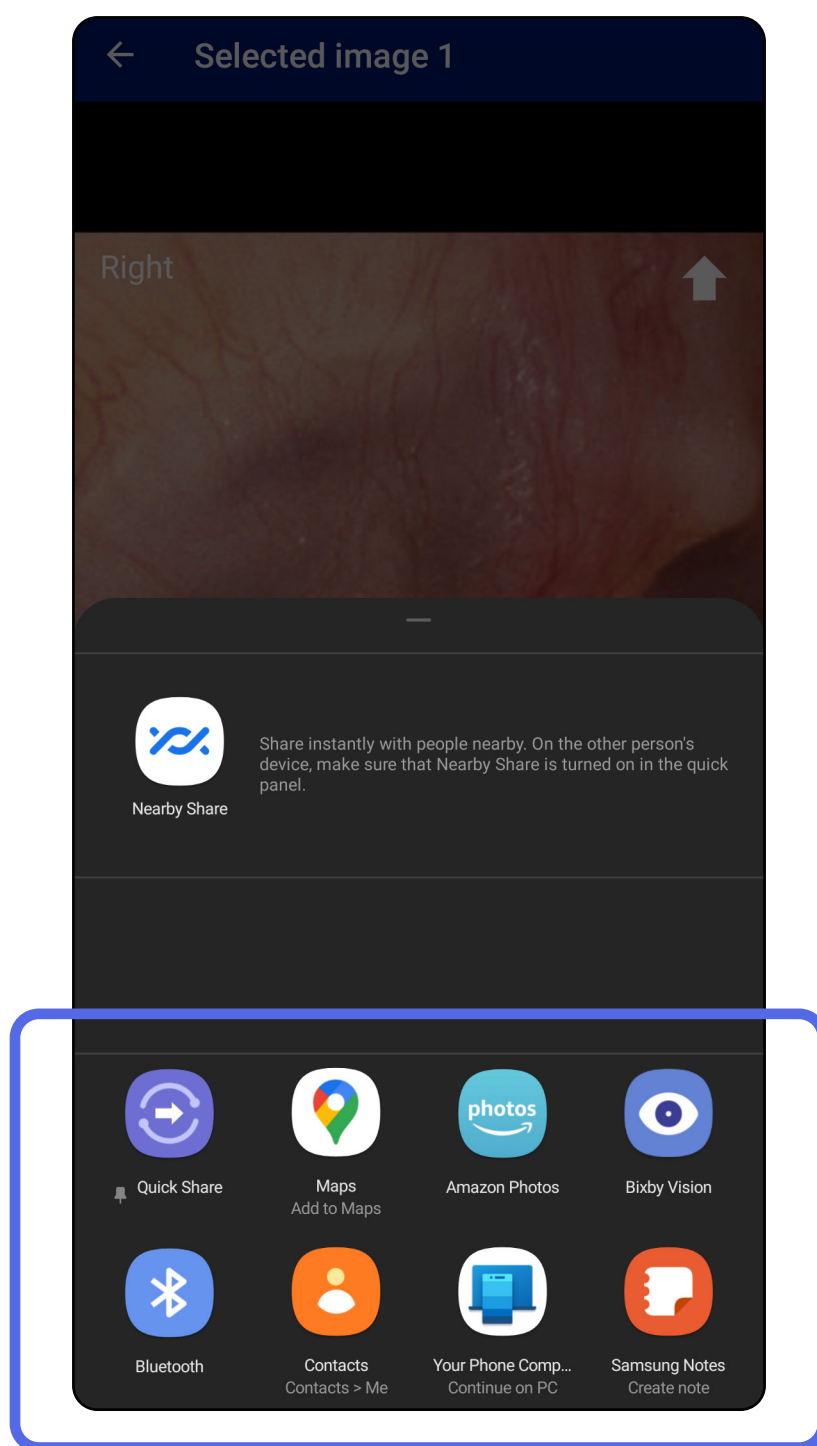 Selected image 1
Right
Share instantly with people nearby. On the other person's
device, make sure that Nearby Share is turned on in the quick
panel.
Nearby Share
photos
Quick Share
Maps
Add to Maps
Amazon Photos
Bixby Vision
Bluetooth
Contacts
Contacts > Me
Your Phone Comp...
Continue on PC
Samsung Notes
Create note